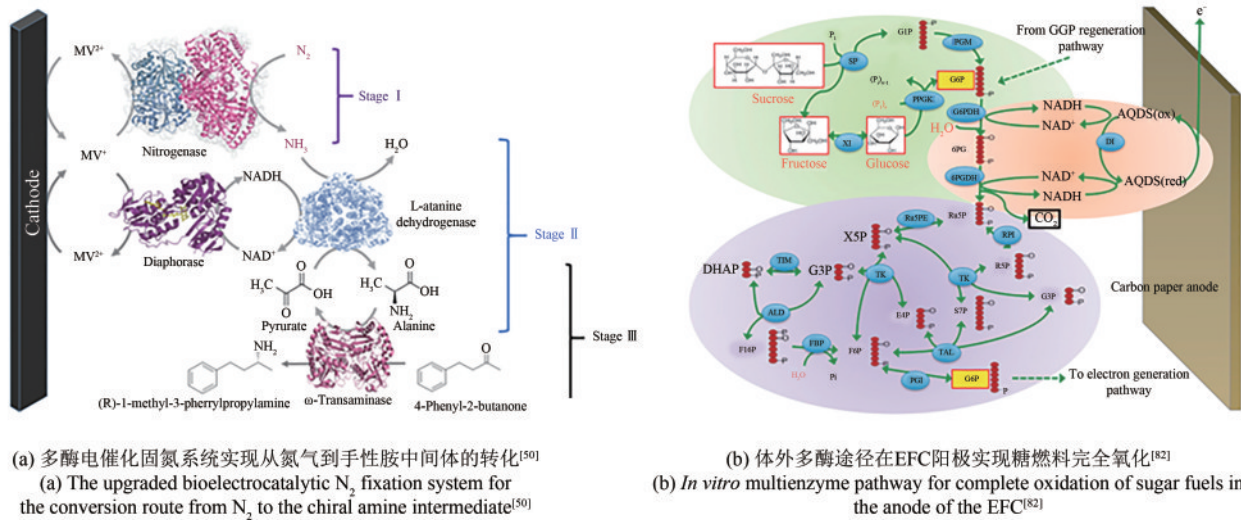 Cathode
MV²⁺
N₂
Stage Ⅰ
Nitrogenase
NH₃
MV⁺
H₂O
NADH
L-atanine
dehydrogenase
Stage Ⅱ
NAD⁺
MV²⁺
Diaphorase
H₃C
O
OH
O
H₃C
OH
NH₂
Pyrurate
Alanine
Stage Ⅲ
NH₂
O
(R)-1-methyl-3-pherrylpropylamine
ω-Transaminase
4-Phenyl-2-butanone
e⁻
Pᵢ
G1P
PGM
From GGP regeneration
pathway
SP
Sucrose
G6P
PPGK
G6PDH
NADH
AQDS(ox)
H₂O
NAD⁺
DI
Fructose
XI
Glucose
6PG
6PGDH
NAD⁺
NADH
AQDS(red)
CO₂
Ru5PE
Ru5P
RPI
X5P
R5P
DHAP
TIM
G3P
TK
TK
G3P
Carbon paper anode
ALD
E4P
S7P
F16P
FBP
F6P
TAL
H₂O
Pi
PGI
G6P
To electron generation
pathway
(a) 多酶电催化固氮系统实现从氮气到手性胺中间体的转化[50]
(a) The upgraded bioelectrocatalytic N₂ fixation system for
the conversion route from N₂ to the chiral amine intermediate[50]
(b) 体外多酶途径在EFC阳极实现糖燃料完全氧化[82]
(b) In vitro multienzyme pathway for complete oxidation of sugar fuels in
the anode of the EFC[82]